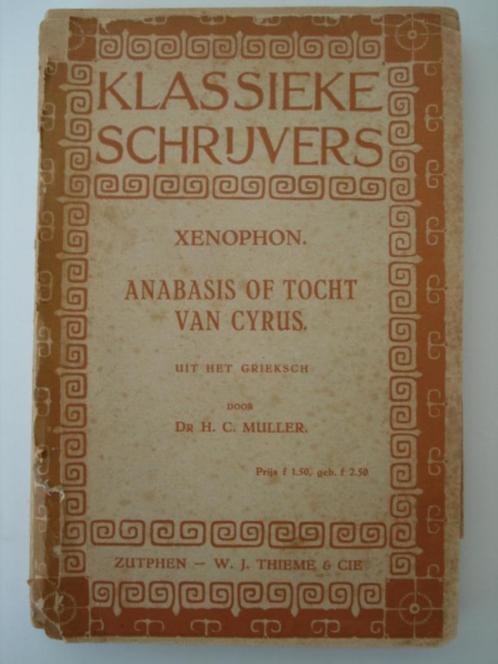 KLASSIEKE
SCHRIJVERS
XENOPHON.
ANABASIS OF TOCHT
VAN CYRUS.
UIT HET GRIEKSCH
DOOR
DR H. C. MULLER.
Prijs f 1.50, geb. f 2.50
ZUTPHEN — W. J. THIEME & CIE